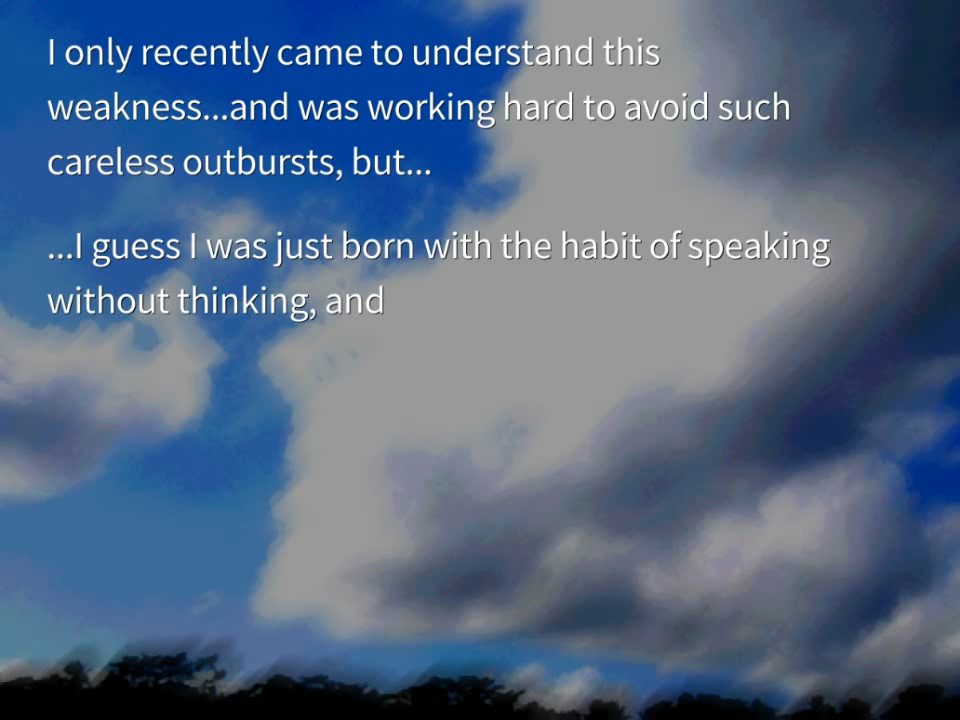 I only recently came to understand this
weakness...and was working hard to avoid such
careless outbursts, but...
...I guess I was just born with the habit of speaking
without thinking, and